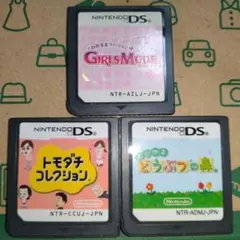 NINTENDO DS
GIRLS MODE
NTR-AZLJ-JPN
NINTENDO DS
トモダチ
コレクション
Nintendo
NTR-CCUJ-JPN
NINTENDO DS
どうぶつの森
Nintendo
NTR-ADMJ-JPN